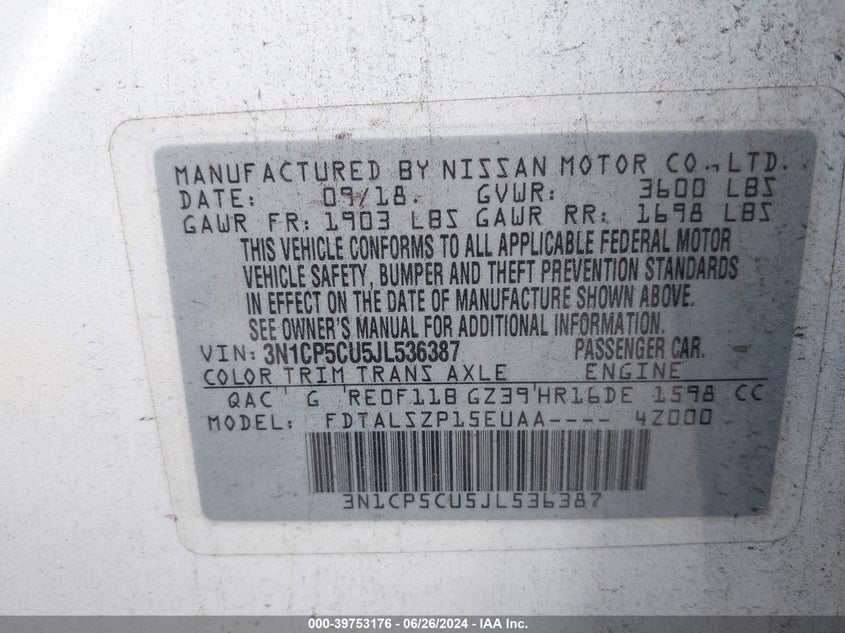 MANUFACTURED BY NISSAN MOTOR CO., LTD.
DATE: 09/18. GVWR: 3600 LBS
GAWR FR: 1903 LBS GAWR RR: 1698 LBS
THIS VEHICLE CONFORMS TO ALL APPLICABLE FEDERAL MOTOR
VEHICLE SAFETY, BUMPER AND THEFT PREVENTION STANDARDS
IN EFFECT ON THE DATE OF MANUFACTURE SHOWN ABOVE.
SEE OWNER'S MANUAL FOR ADDITIONAL INFORMATION.
VIN: 3N1CP5CU5JL536387 PASSENGER CAR.
COLOR TRIM TRANS AXLE ENGINE
QAC G RE0F11B GZ39 HR16DE 1598 CC
MODEL: FDTALSZP15EUAA---- 4Z000
3N1CP5CU5JL536387
000-39753176 - 06/26/2024 - IAA Inc.